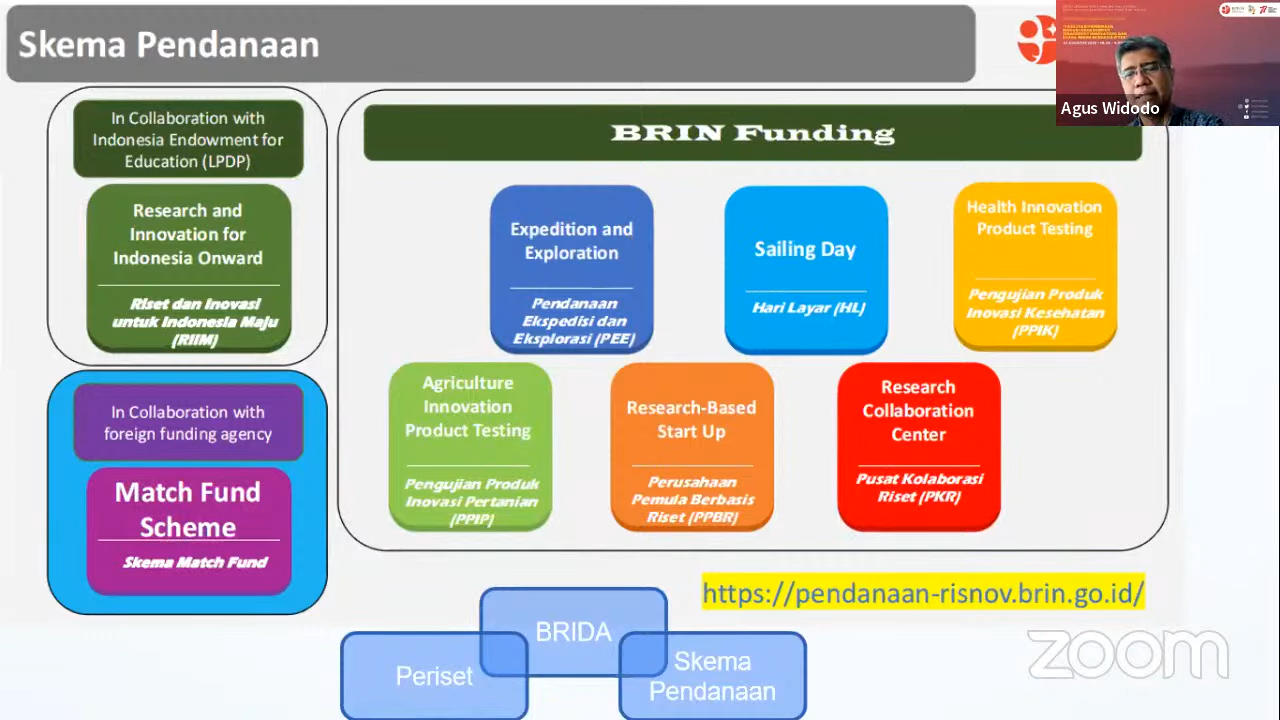 Skema Pendanaan
In Collaboration with
Indonesia Endowment for
Education (LPDP)
Research and
Innovation for
Indonesia Onward
Riset dan Inovasi
untuk Indonesia Maju
(RIIM)
In Collaboration with
foreign funding agency
Match Fund
Scheme
Skema Match Fund
BRIN Funding
Expedition and
Exploration
Pendanaan
Ekspedisi dan
Eksplorasi (PEE)
Sailing Day
Hari Layar (HL)
Health Innovation
Product Testing
Pengujian Produk
Inovasi Kesehatan
(PPIK)
Agriculture
Innovation
Product Testing
Pengujian Produk
Inovasi Pertanian
(PPIP)
Research-Based
Start Up
Perusahaan
Pemula Berbasis
Riset (PPBR)
Research
Collaboration
Center
Pusat Kolaborasi
Riset (PKR)
https://pendanaan-risnov.brin.go.id/
BRIDA
Periset
Skema
Pendanaan
Agus Widodo
zoom